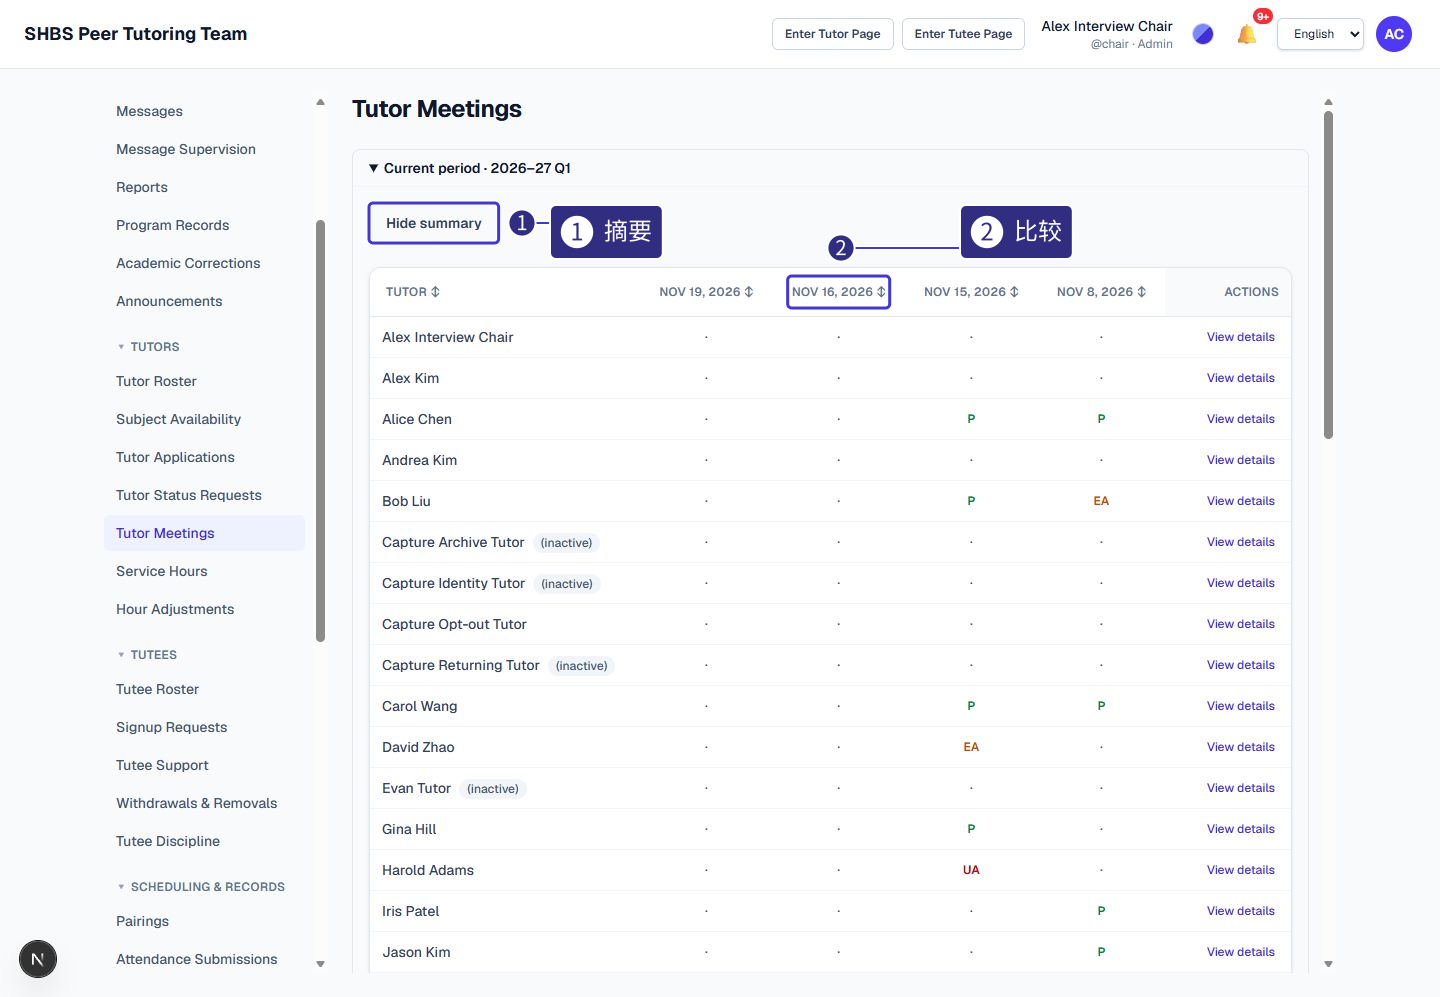 SHBS Peer Tutoring Team
Enter Tutor Page
Enter Tutee Page
Alex Interview Chair
@chair · Admin
9+
English
AC
Messages
Message Supervision
Reports
Program Records
Academic Corrections
Announcements
TUTORS
Tutor Roster
Subject Availability
Tutor Applications
Tutor Status Requests
Tutor Meetings
Service Hours
Hour Adjustments
TUTEES
Tutee Roster
Signup Requests
Tutee Support
Withdrawals & Removals
Tutee Discipline
SCHEDULING & RECORDS
Pairings
Attendance Submissions
N
Tutor Meetings
Current period · 2026–27 Q1
Hide summary
1
1 摘要
2
2 比较
TUTOR NOV 19, 2026 NOV 16, 2026 NOV 15, 2026 NOV 8, 2026 ACTIONS
Alex Interview Chair · · · · View details
Alex Kim · · · · View details
Alice Chen · · P P View details
Andrea Kim · · · · View details
Bob Liu · · P EA View details
Capture Archive Tutor (inactive) · · · · View details
Capture Identity Tutor (inactive) · · · · View details
Capture Opt-out Tutor · · · · View details
Capture Returning Tutor (inactive) · · · · View details
Carol Wang · · P P View details
David Zhao · · EA · View details
Evan Tutor (inactive) · · · · View details
Gina Hill · · P · View details
Harold Adams · · UA · View details
Iris Patel · · · P View details
Jason Kim · · · P View details